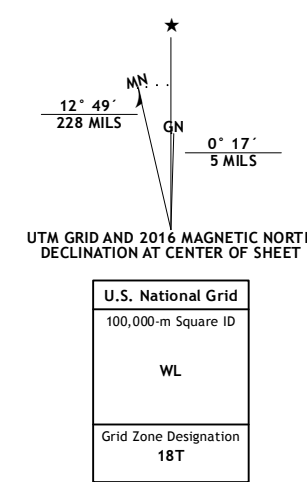 ★
MN
GN
12° 49´
228 MILS
0° 17´
5 MILS
UTM GRID AND 2016 MAGNETIC NORTH
DECLINATION AT CENTER OF SHEET
U.S. National Grid
100,000-m Square ID
WL
Grid Zone Designation
18T